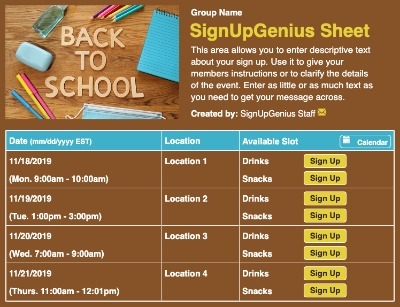 BACK
TO
SCHOOL
Group Name
SignUpGenius Sheet
This area allows you to enter descriptive text
about your sign up. Use it to give your
members instructions or to clarify the details
of the event. Enter as little or as much text as
you need to get your message across.
Created by: SignUpGenius Staff
Date (mm/dd/yyyy EST) Location Available Slot Calendar
11/18/2019 Location 1 Drinks Sign Up
(Mon. 9:00am - 10:00am) Snacks Sign Up
11/19/2019 Location 2 Drinks Sign Up
(Tue. 1:00pm - 3:00pm) Snacks Sign Up
11/20/2019 Location 3 Drinks Sign Up
(Wed. 7:00am - 9:00am) Snacks Sign Up
11/21/2019 Location 4 Drinks Sign Up
(Thurs. 11:00am - 12:01pm) Snacks Sign Up